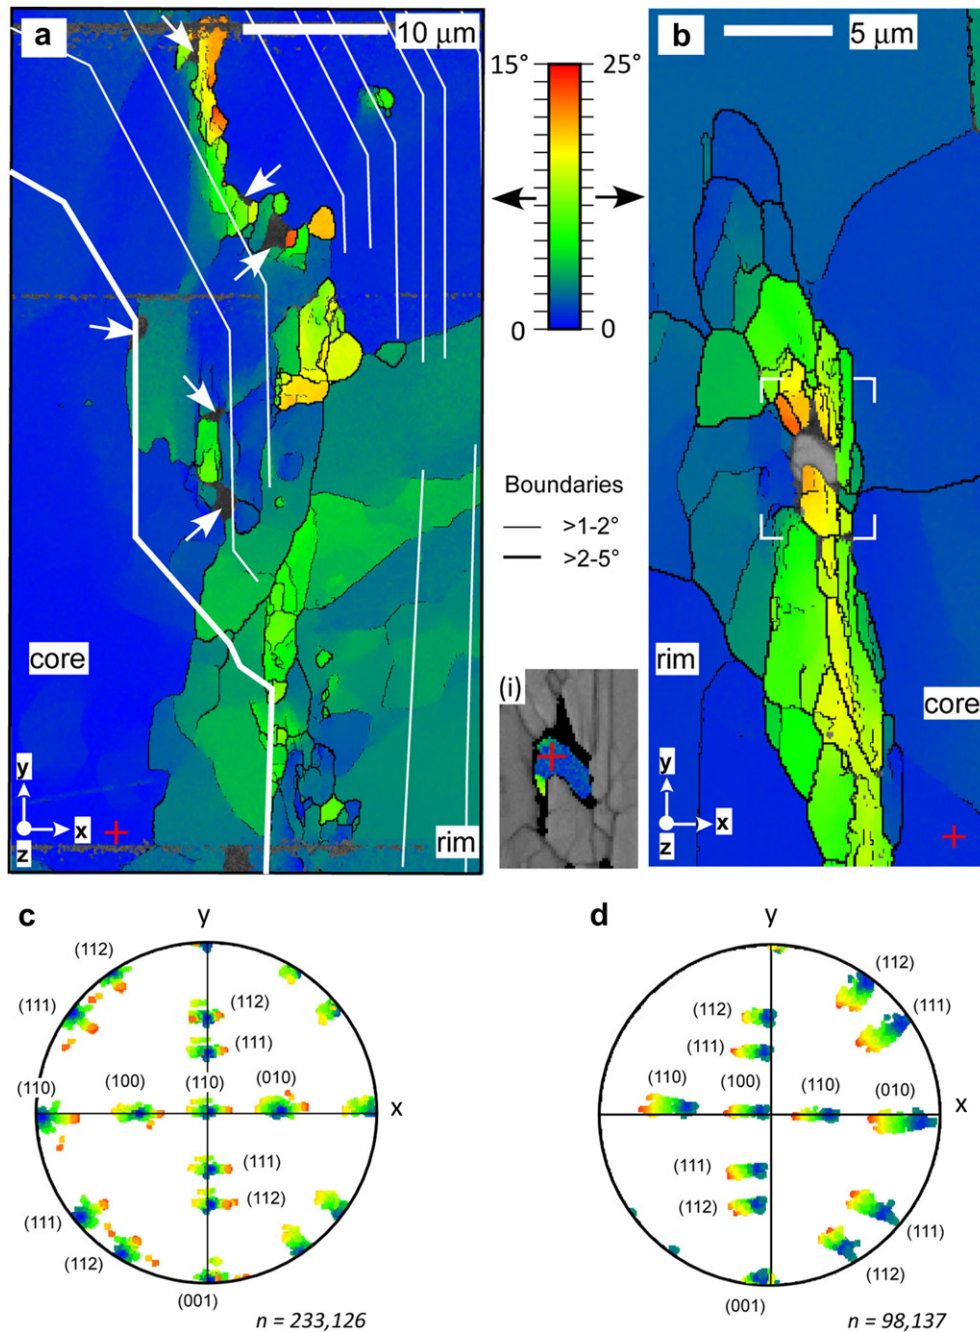 a
10 µm
15°
25°
b
5 µm
0
0
Boundaries
>1-2°
>2-5°
core
rim
(i)
rim
core
y
x
z
y
x
z
c
y
d
y
(112)
(111)
(112)
(111)
(110)
(100)
(110)
(010)
x
(111)
(112)
(111)
(112)
(001)
n = 233,126
(112)
(111)
(112)
(111)
(110)
(100)
(110)
(010)
x
(111)
(112)
(111)
(112)
(001)
n = 98,137